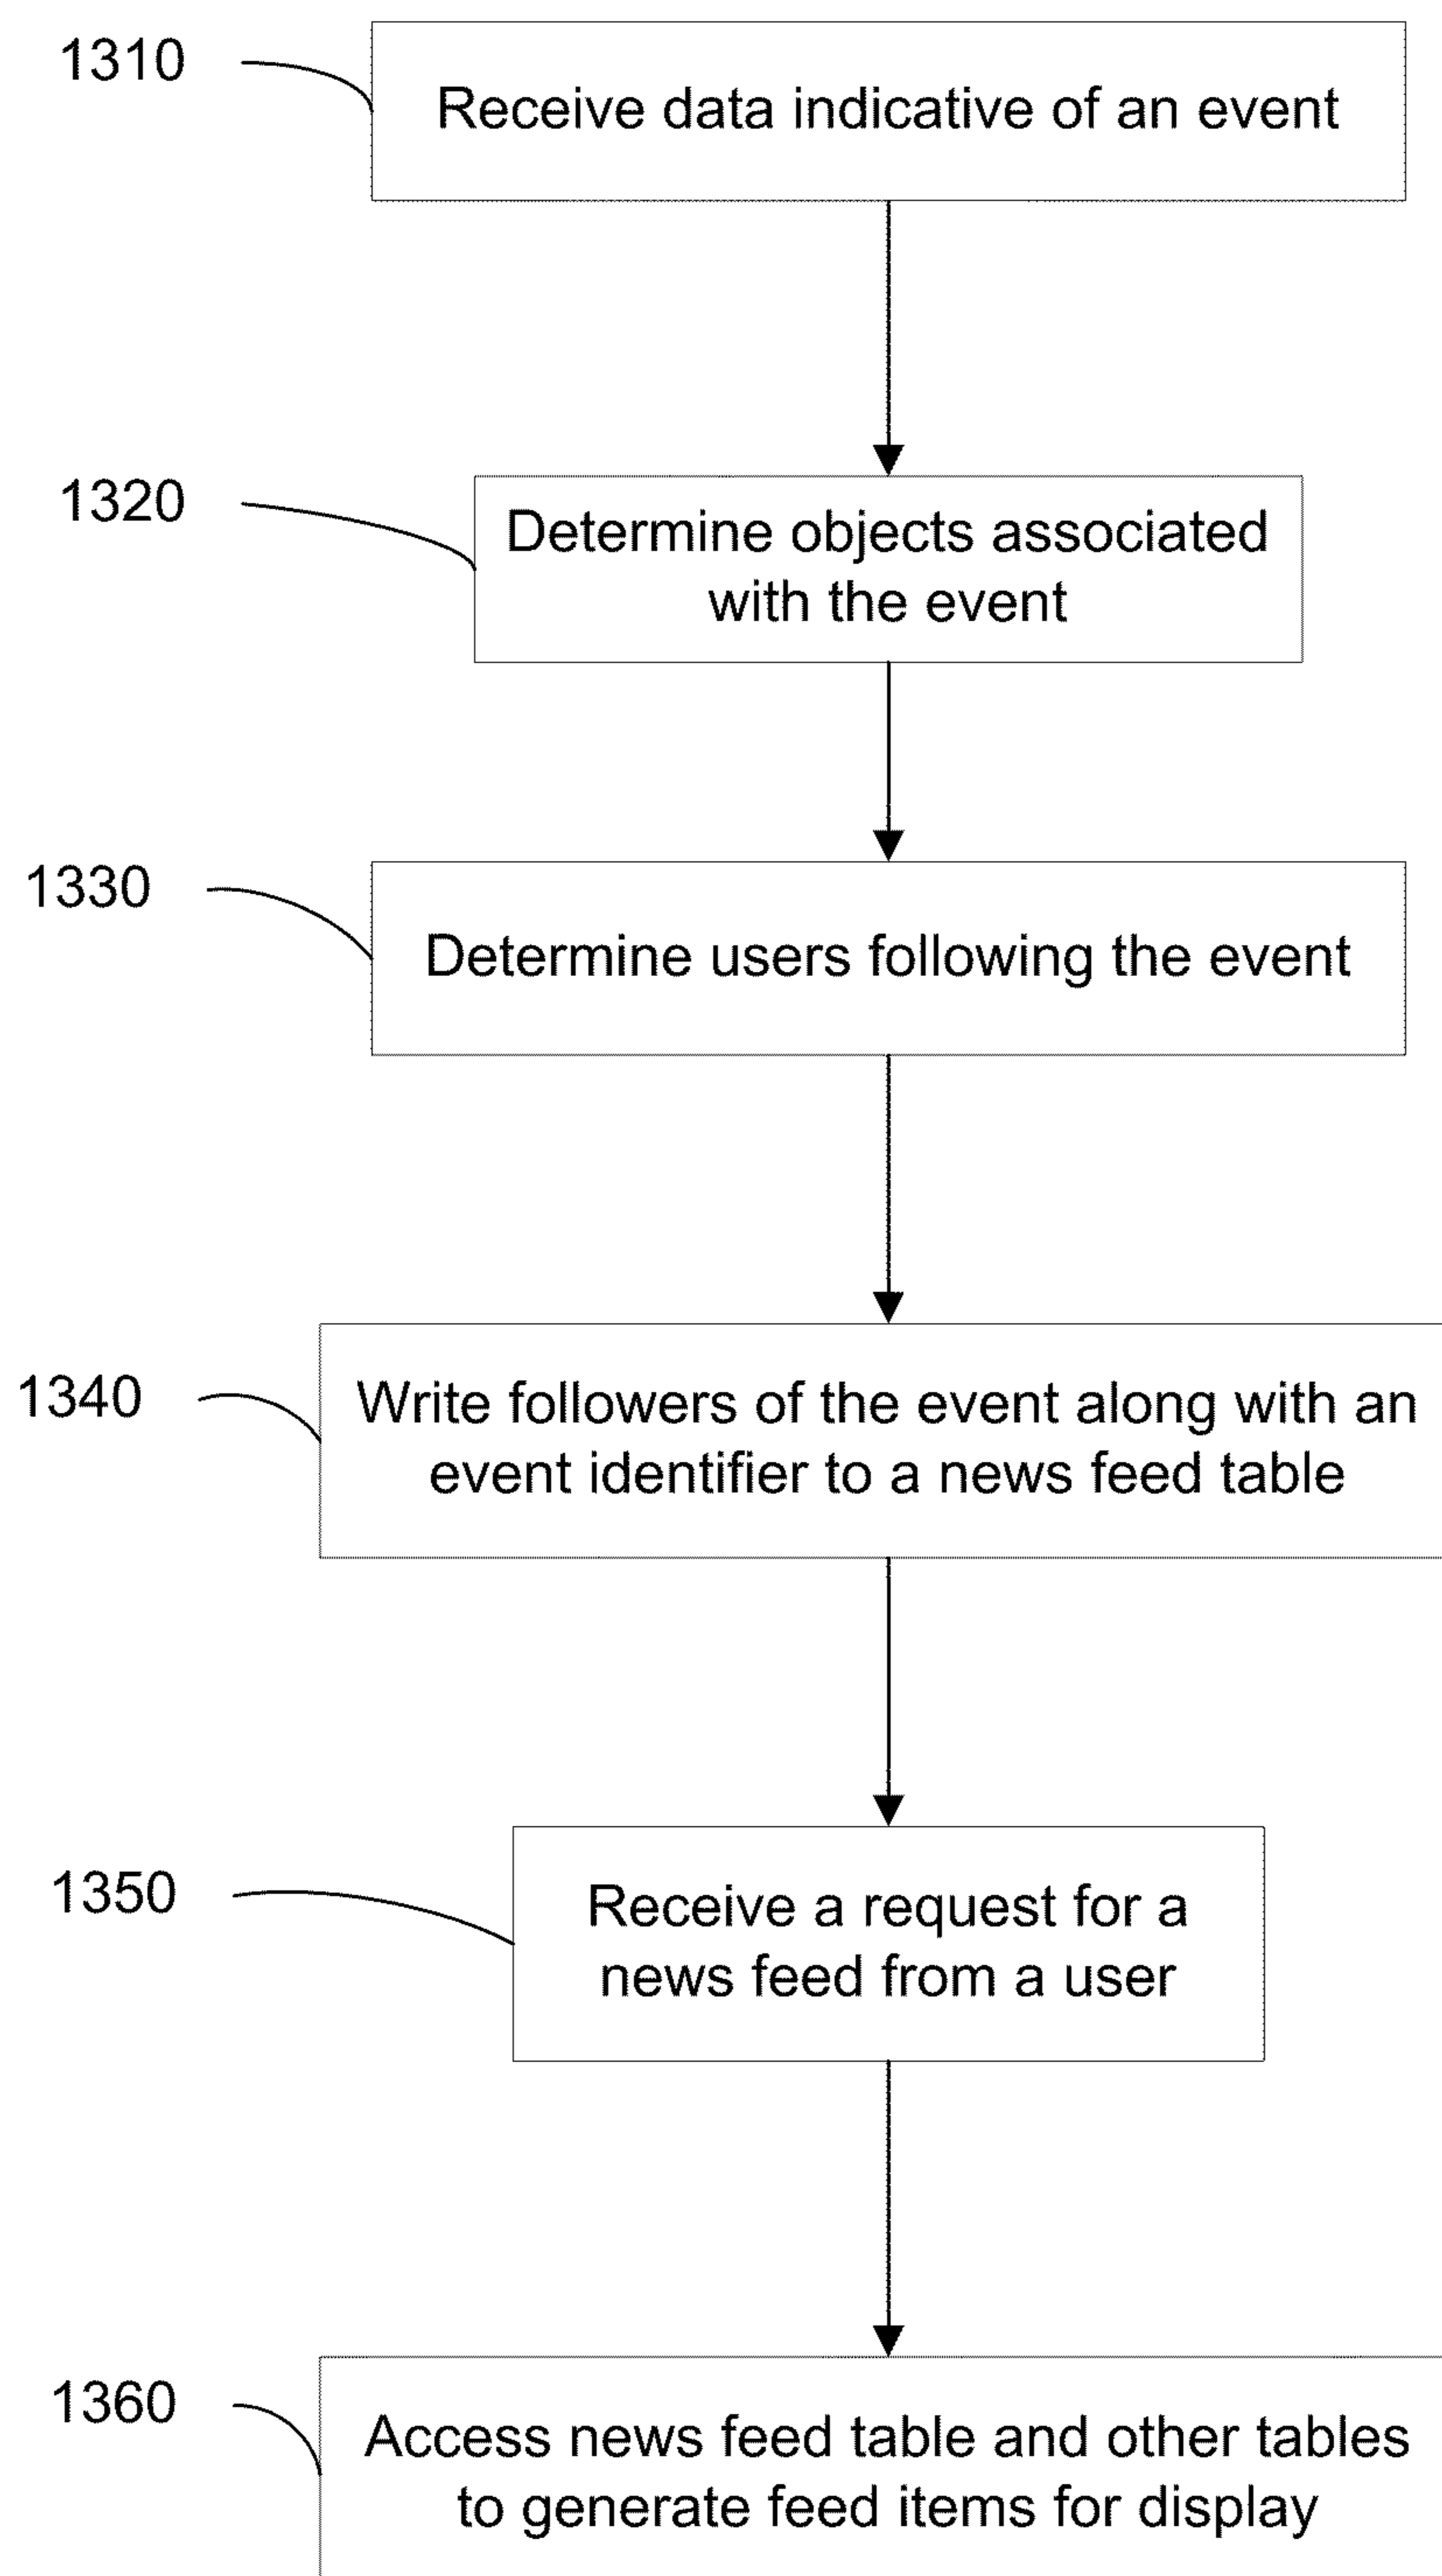 1310
Receive data indicative of an event
1320
Determine objects associated
with the event
1330
Determine users following the event
1340
Write followers of the event along with an
event identifier to a news feed table
1350
Receive a request for a
news feed from a user
1360
Access news feed table and other tables
to generate feed items for display